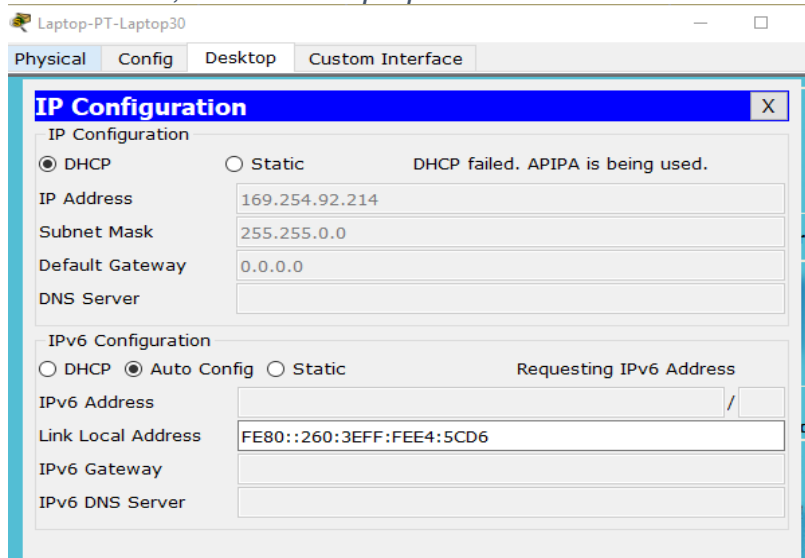 Laptop-PT-Laptop30
Physical Config Desktop Custom Interface
IP Configuration X
IP Configuration
DHCP Static DHCP failed. APIPA is being used.
IP Address 169.254.92.214
Subnet Mask 255.255.0.0
Default Gateway 0.0.0.0
DNS Server
IPv6 Configuration
DHCP Auto Config Static Requesting IPv6 Address
IPv6 Address /
Link Local Address FE80::260:3EFF:FEE4:5CD6
IPv6 Gateway
IPv6 DNS Server